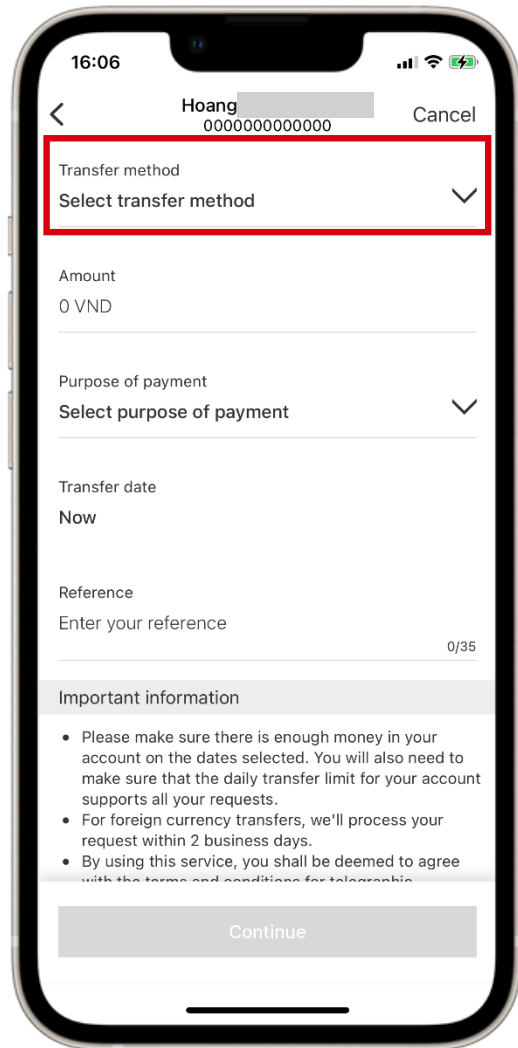 16:06
Hoang
0000000000000
Cancel
Transfer method
Select transfer method
Amount
0 VND
Purpose of payment
Select purpose of payment
Transfer date
Now
Reference
Enter your reference
0/35
Important information
• Please make sure there is enough money in your
account on the dates selected. You will also need to
make sure that the daily transfer limit for your account
supports all your requests.
• For foreign currency transfers, we'll process your
request within 2 business days.
• By using this service, you shall be deemed to agree
with the terms and conditions for telegraphic
Continue